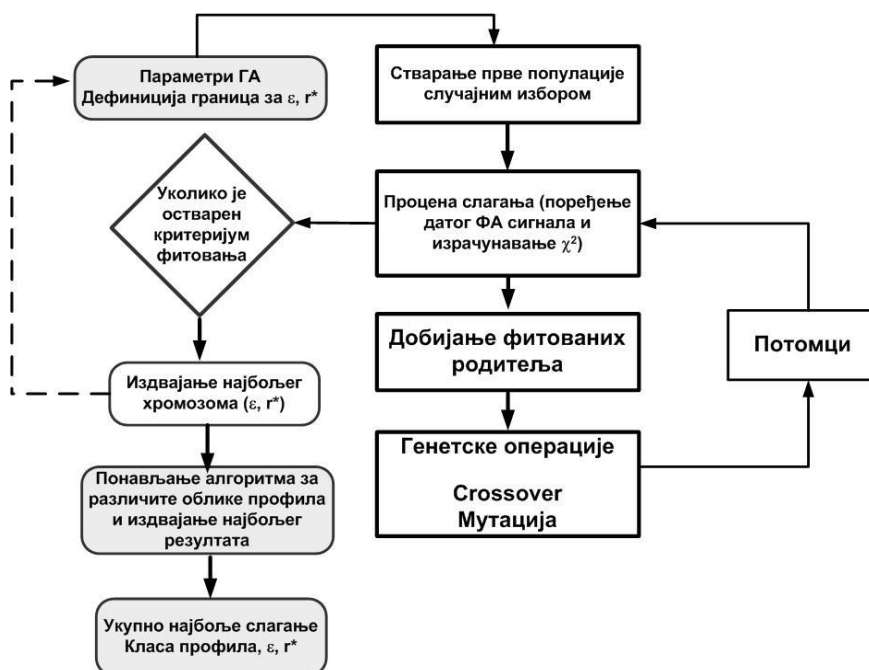 Параметри ГА
Дефиниција граница за ε, r*
Стварање прве популације
случајним избором
Уколико је
остварен
критеријум
фитовања
Процена слагања (поређење
датог ФА сигнала и
израчунавање χ²)
Добијање фитованих
родитеља
Потомци
Издвајање најбољег
хромозома (ε, r*)
Генетске операције
Crossover
Мутација
Понављање алгоритма за
различите облике профила
и издвајање најбољег
резултата
Укупно најбоље слагање
Класа профила, ε, r*